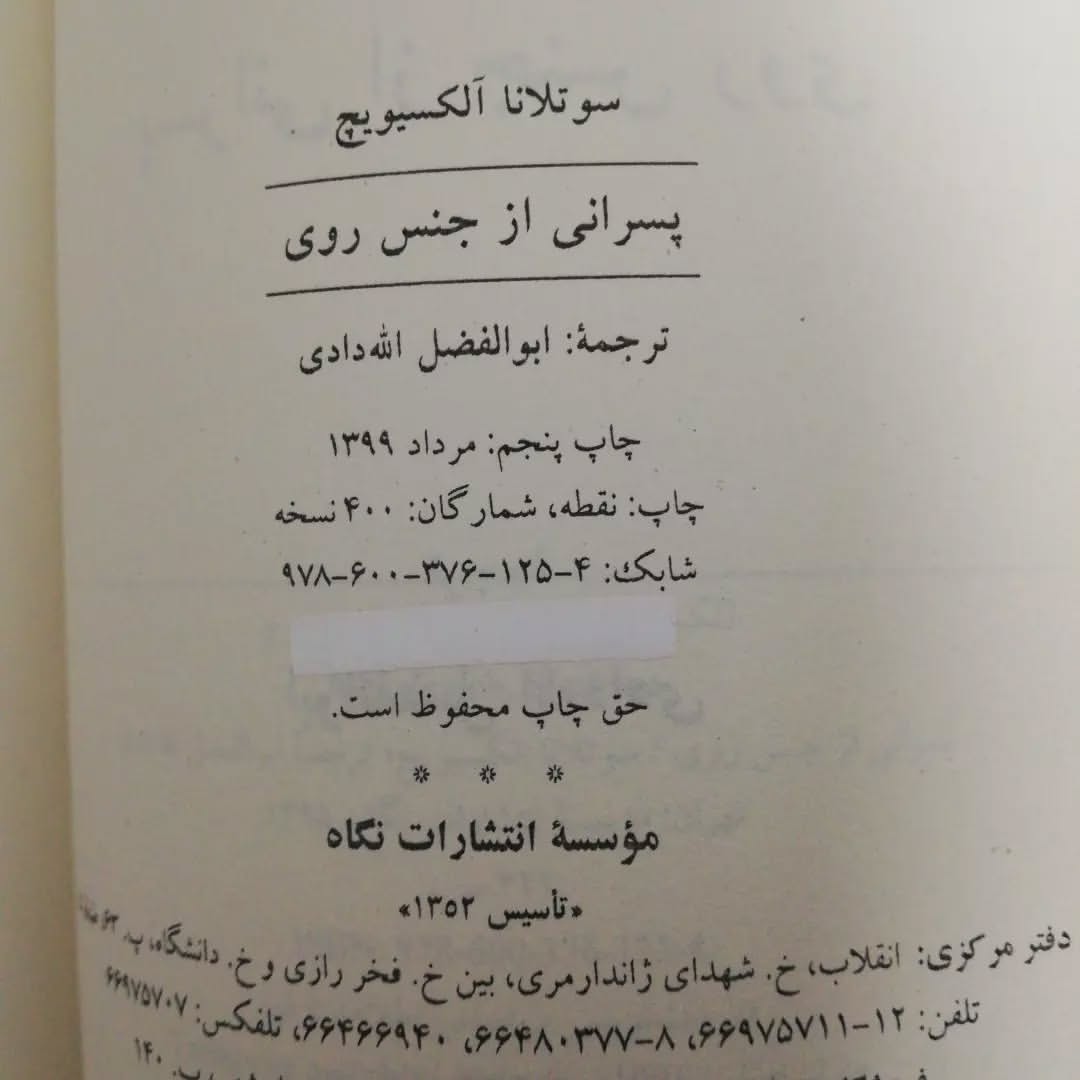 سوتلانا آلکسیویچ
پسرانی از جنس روی
ترجمهٔ: ابوالفضل الله‌دادی
چاپ پنجم: مرداد ۱۳۹۹
چاپ: نقطه، شمارگان: ۴۰۰ نسخه
شابک: ۴-۱۲۵-۳۷۶-۶۰۰-۹۷۸
حق چاپ محفوظ است.
* * *
مؤسسهٔ انتشارات نگاه
«تأسیس ۱۳۵۲»
دفتر مرکزی: انقلاب، خ. شهدای ژاندارمری، بین خ. فخر رازی و خ. دانشگاه، پ. ۶۳
تلفن: ۱۲-۶۶۹۷۵۷۱۱، ۸-۶۶۴۸۰۳۷۷، ۶۶۴۶۶۹۴۰، تلفکس: ۶۶۹۷۵۷۰۷
پ. ۱۴۰